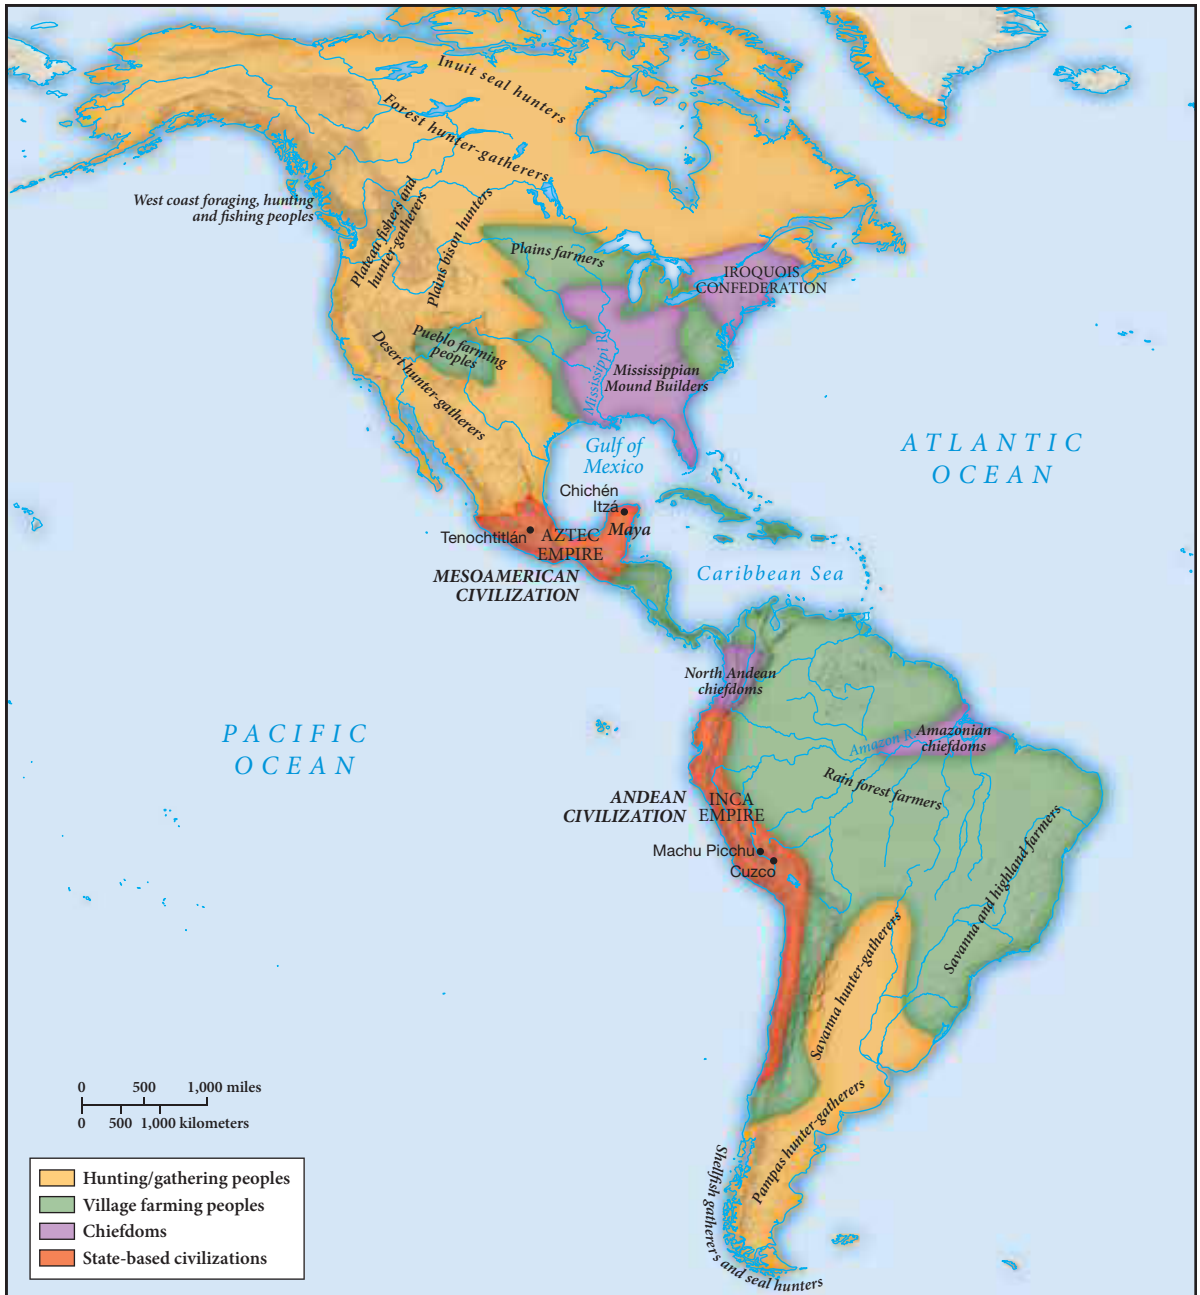 Inuit seal hunters
Forest hunter-gatherers
West coast foraging, hunting
and fishing peoples
Plateau fishers and
hunter-gatherers
Plains bison hunters
Plains farmers
IROQUOIS
CONFEDERATION
Pueblo farming
peoples
Desert hunter-gatherers
Mississippi R.
Mississippian
Mound Builders
Gulf of
Mexico
ATLANTIC
OCEAN
Chichén
Itzá
Maya
Tenochtitlán
AZTEC
EMPIRE
MESOAMERICAN
CIVILIZATION
Caribbean Sea
North Andean
chiefdoms
PACIFIC
OCEAN
Amazon R.
Amazonian
chiefdoms
Rain forest farmers
ANDEAN
CIVILIZATION
INCA
EMPIRE
Machu Picchu
Cuzco
Savanna and highland farmers
Savanna hunter-gatherers
Pampas hunter-gatherers
Shellfish gatherers and seal hunters
0 500 1,000 miles
0 500 1,000 kilometers
Hunting/gathering peoples
Village farming peoples
Chiefdoms
State-based civilizations